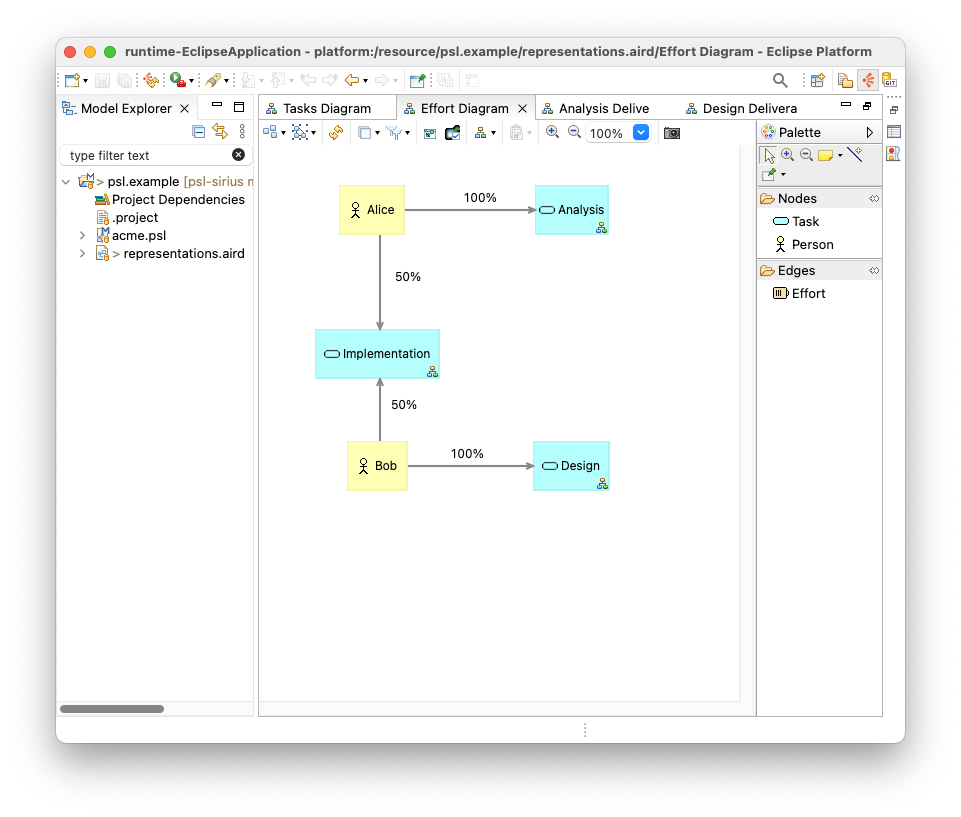 runtime-EclipseApplication - platform:/resource/psl.example/representations.aird/Effort Diagram - Eclipse Platform
GIT
Model Explorer
Tasks Diagram
Effort Diagram
Analysis Delive
Design Delivera
100%
Palette
type filter text
> psl.example [psl-sirius m
Project Dependencies
.project
acme.psl
> representations.aird
Nodes
Task
Person
Edges
Effort
Alice
100%
Analysis
50%
Implementation
50%
Bob
100%
Design